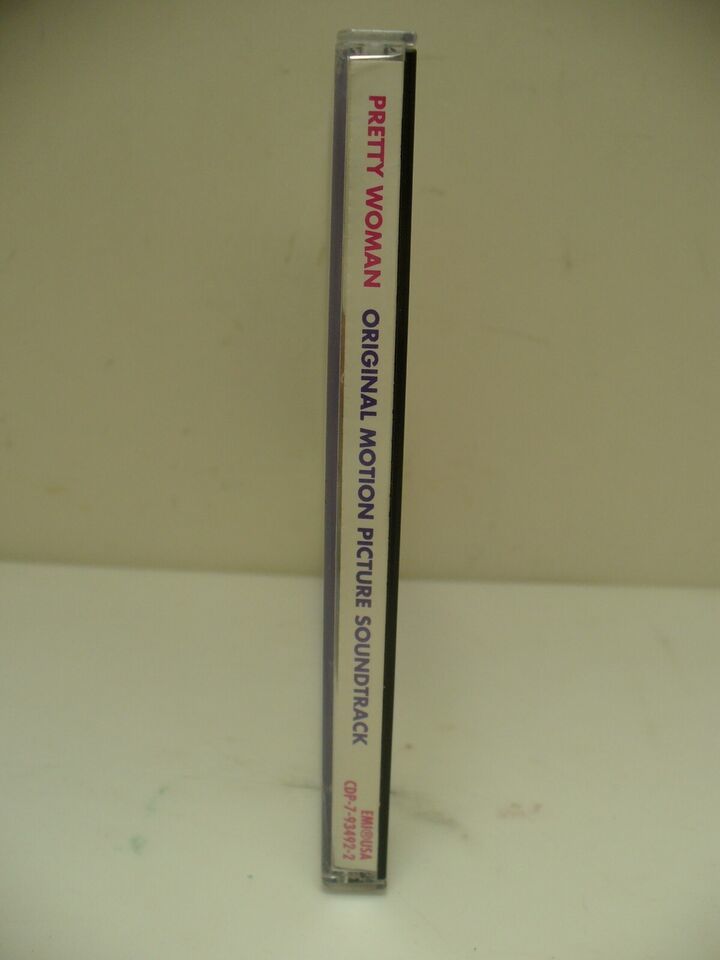 PRETTY WOMAN ORIGINAL MOTION PICTURE SOUNDTRACK
EMI®USA
CDP-7-93492-2